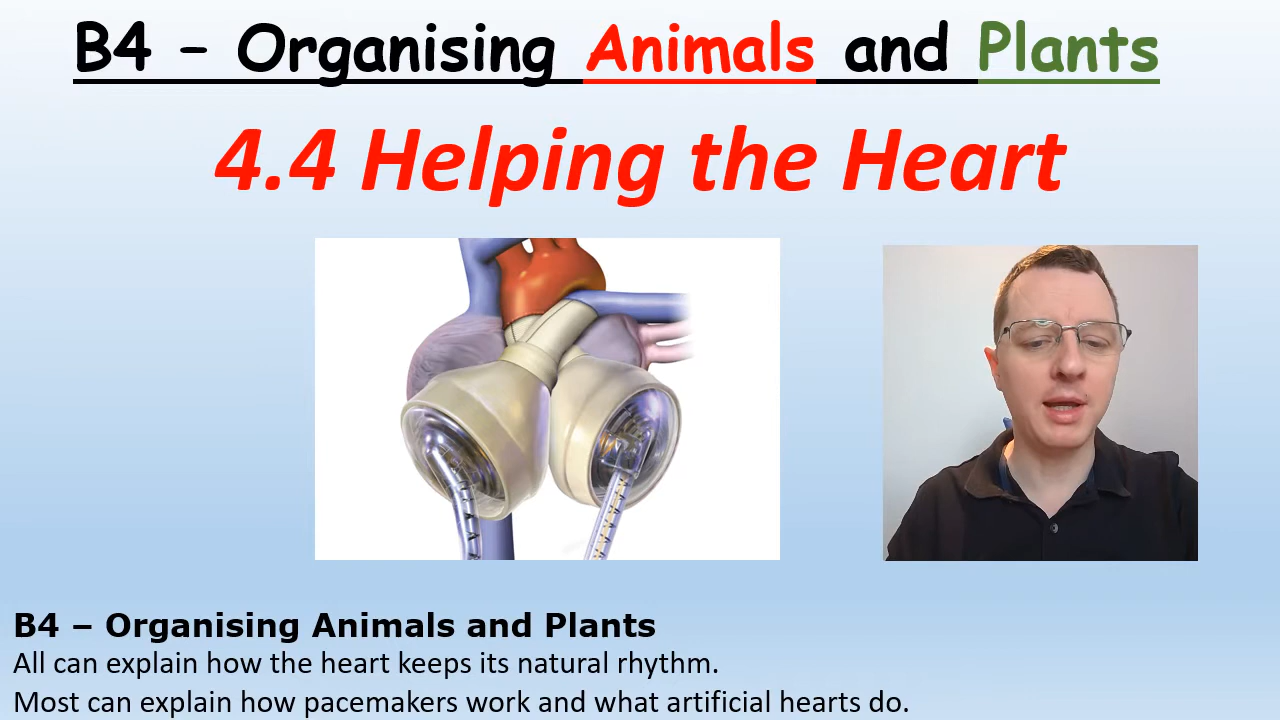 B4 – Organising Animals and Plants
4.4 Helping the Heart
B4 – Organising Animals and Plants
All can explain how the heart keeps its natural rhythm.
Most can explain how pacemakers work and what artificial hearts do.